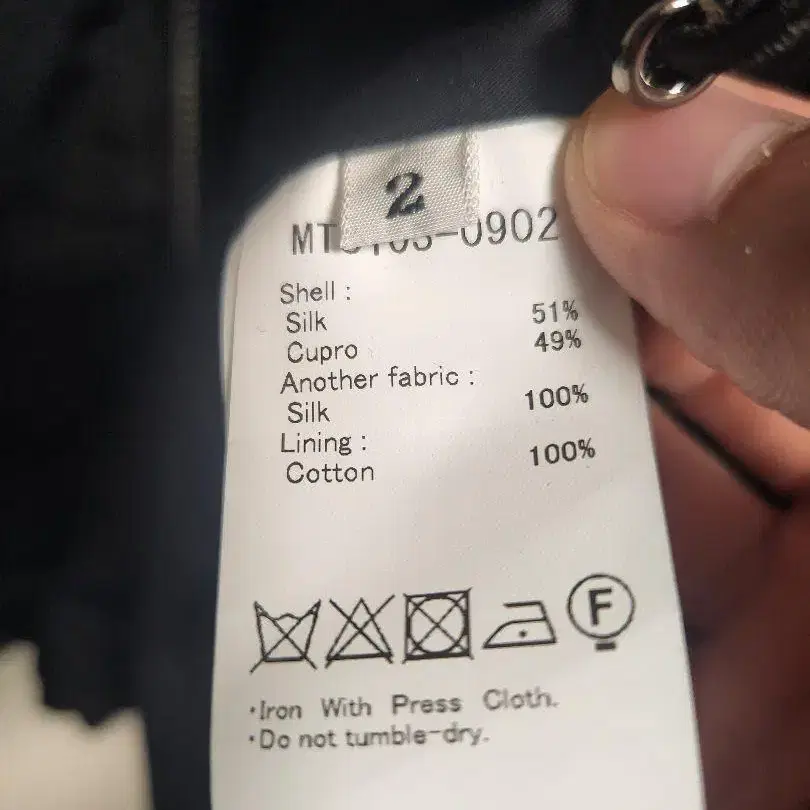 2
-0902
Shell :
Silk 51%
Cupro 49%
Another fabric :
Silk 100%
Lining :
Cotton 100%
F
・Iron With Press Cloth.
・Do not tumble-dry.